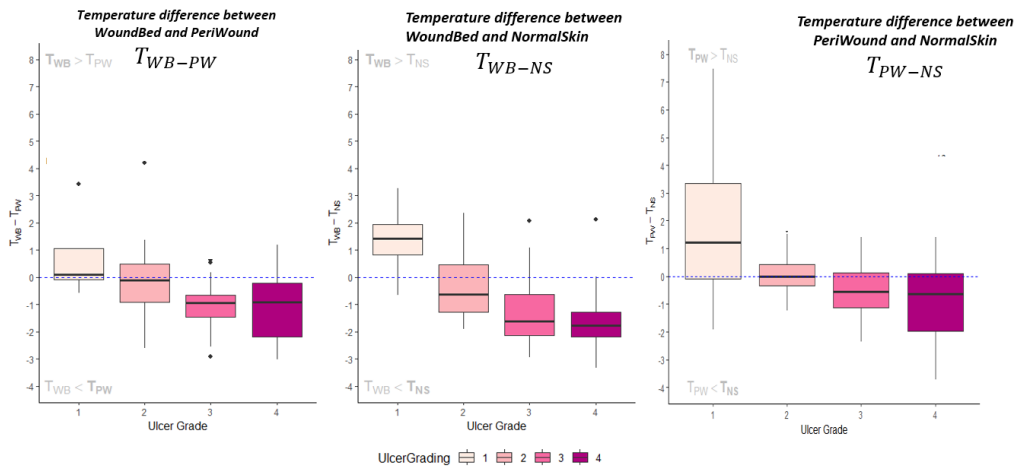 Temperature difference between
WoundBed and PeriWound
T_WB−PW
T_WB > T_PW
8
7
6
5
4
3
2
1
0
-1
-2
-3
-4
T_WB − T_PW
T_WB < T_PW
1 2 3 4
Ulcer Grade
Temperature difference between
WoundBed and NormalSkin
T_WB−NS
T_WB > T_NS
8
7
6
5
4
3
2
1
0
-1
-2
-3
-4
T_WB − T_NS
T_WB < T_NS
1 2 3 4
Ulcer Grade
Temperature difference between
PeriWound and NormalSkin
T_PW−NS
T_PW > T_NS
8
7
6
5
4
3
2
1
0
-1
-2
-3
-4
T_PW − T_NS
T_PW < T_NS
1 2 3 4
Ulcer Grade
UlcerGrading 1 2 3 4